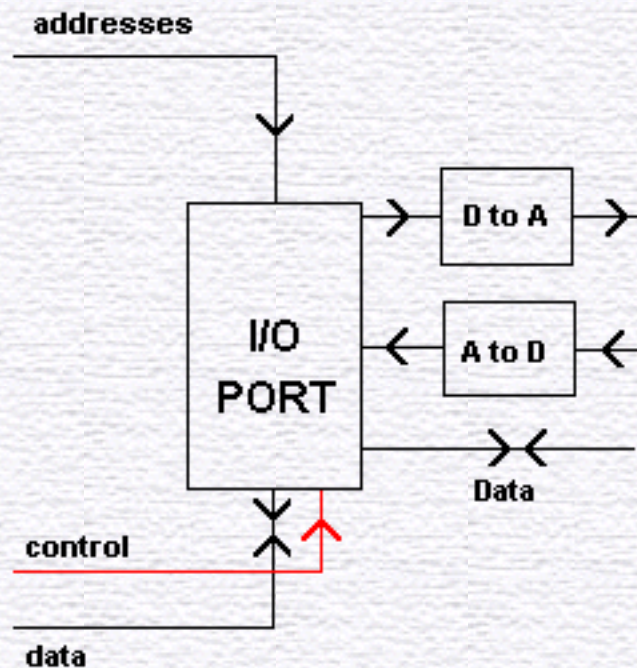 addresses
D to A
I/O
PORT
A to D
Data
control
data